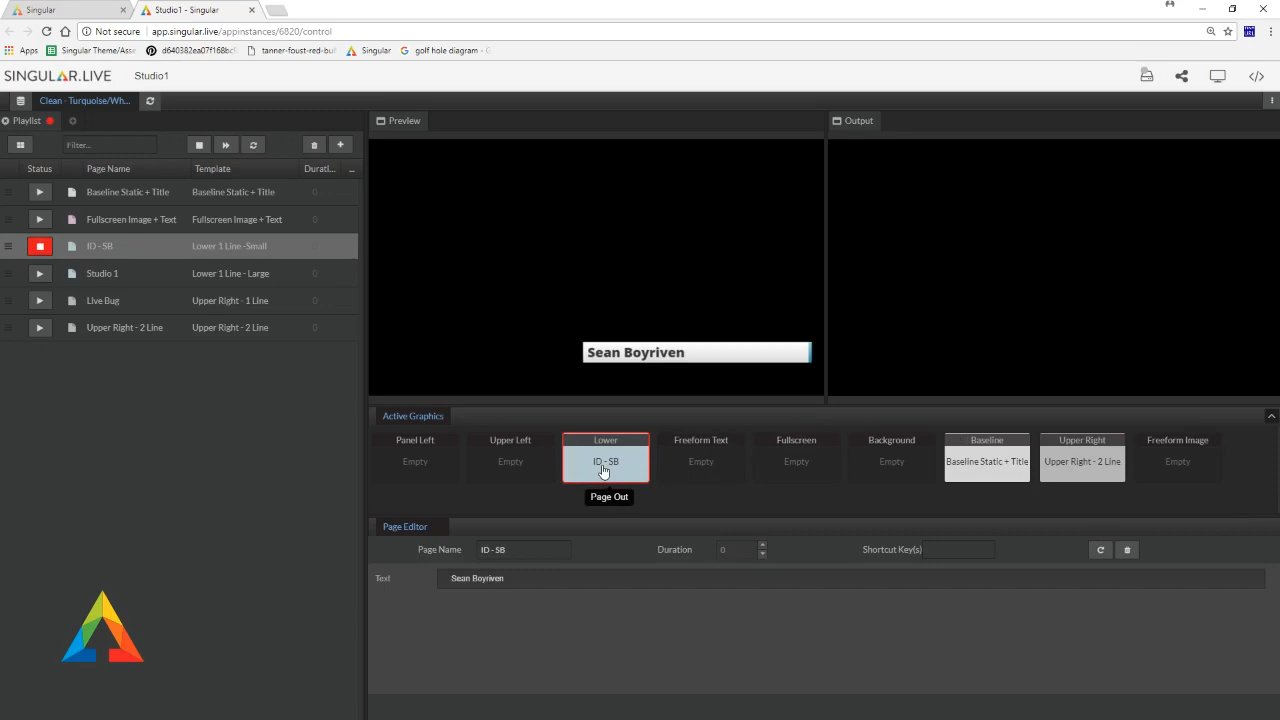 Singular
Studio1 - Singular
Not secure
app.singular.live/appinstances/6820/control
Apps
Singular Theme/Asse
d640382ea07f168bc9
tanner-foust-red-bul
Singular
golf hole diagram -
SINGULAR.LIVE
Studio1
Clean - Turquoise/Wh...
Playlist
Preview
Output
Filter...
Status Page Name Template Durati... ...
Baseline Static + Title Baseline Static + Title 0
Fullscreen Image + Text Fullscreen Image + Text 0
ID - SB Lower 1 Line -Small 0
Studio 1 Lower 1 Line - Large 0
Live Bug Upper Right - 1 Line 0
Upper Right - 2 Line Upper Right - 2 Line 0
Sean Boyriven
Active Graphics
Panel Left Upper Left Lower Freeform Text Fullscreen Background Baseline Upper Right Freeform Image
Empty Empty ID - SB Empty Empty Empty Baseline Static + Title Upper Right - 2 Line Empty
Page Out
Page Editor
Page Name ID - SB Duration 0 Shortcut Key(s)
Text Sean Boyriven